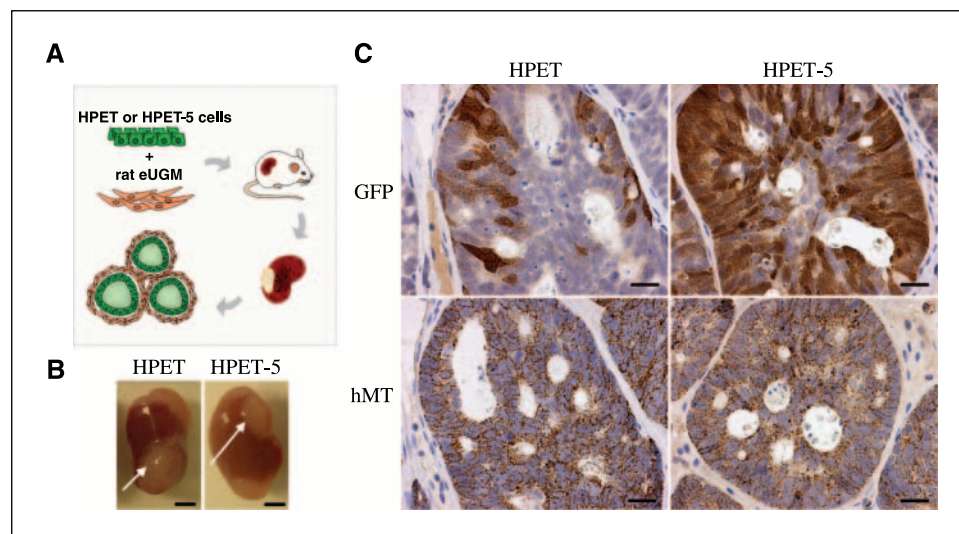 A
HPET or HPET-5 cells
+
rat eUGM
B
HPET HPET-5
C
HPET HPET-5
GFP
hMT